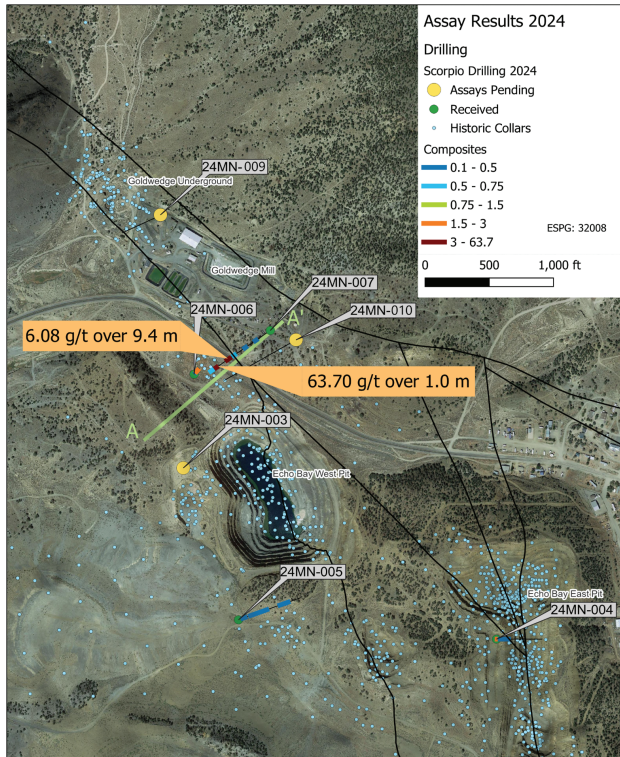 Assay Results 2024
Drilling
Scorpio Drilling 2024
Assays Pending
Received
Historic Collars
Composites
0.1 - 0.5
0.5 - 0.75
0.75 - 1.5
1.5 - 3
3 - 63.7
ESPG: 32008
0 500 1,000 ft
24MN-009
Goldwedge Underground
Goldwedge Mill
24MN-007
24MN-006
A'
24MN-010
6.08 g/t over 9.4 m
63.70 g/t over 1.0 m
A
24MN-003
Echo Bay West Pit
24MN-005
Echo Bay East Pit
24MN-004